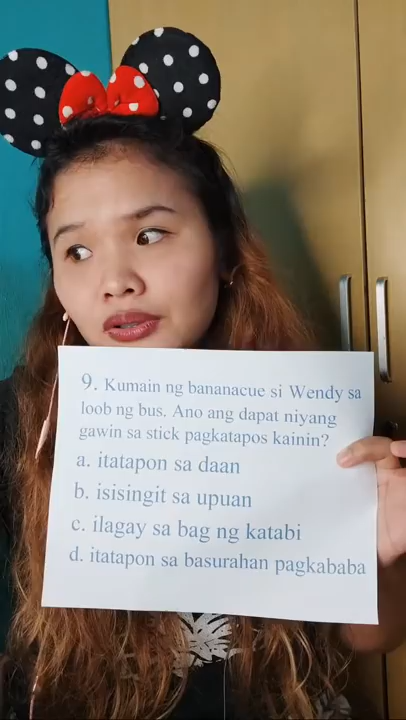 9. Kumain ng bananacue si Wendy sa
loob ng bus. Ano ang dapat niyang
gawin sa stick pagkatapos kainin?
a. itatapon sa daan
b. isisingit sa upuan
c. ilagay sa bag ng katabi
d. itatapon sa basurahan pagkababa